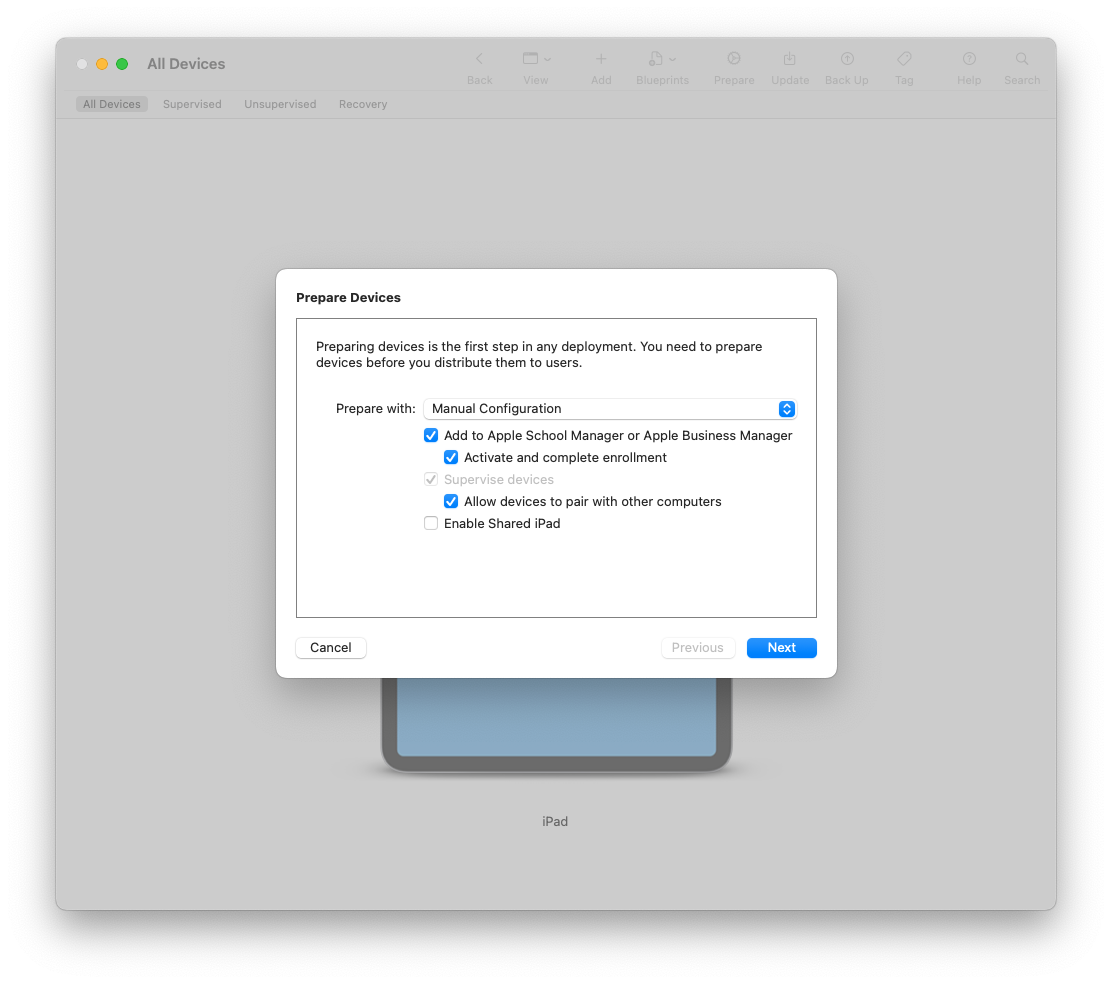 All Devices
Back View Add Blueprints Prepare Update Back Up Tag Help Search
All Devices Supervised Unsupervised Recovery
Prepare Devices
Preparing devices is the first step in any deployment. You need to prepare
devices before you distribute them to users.
Prepare with: Manual Configuration
Add to Apple School Manager or Apple Business Manager
Activate and complete enrollment
Supervise devices
Allow devices to pair with other computers
Enable Shared iPad
Cancel Previous Next
iPad